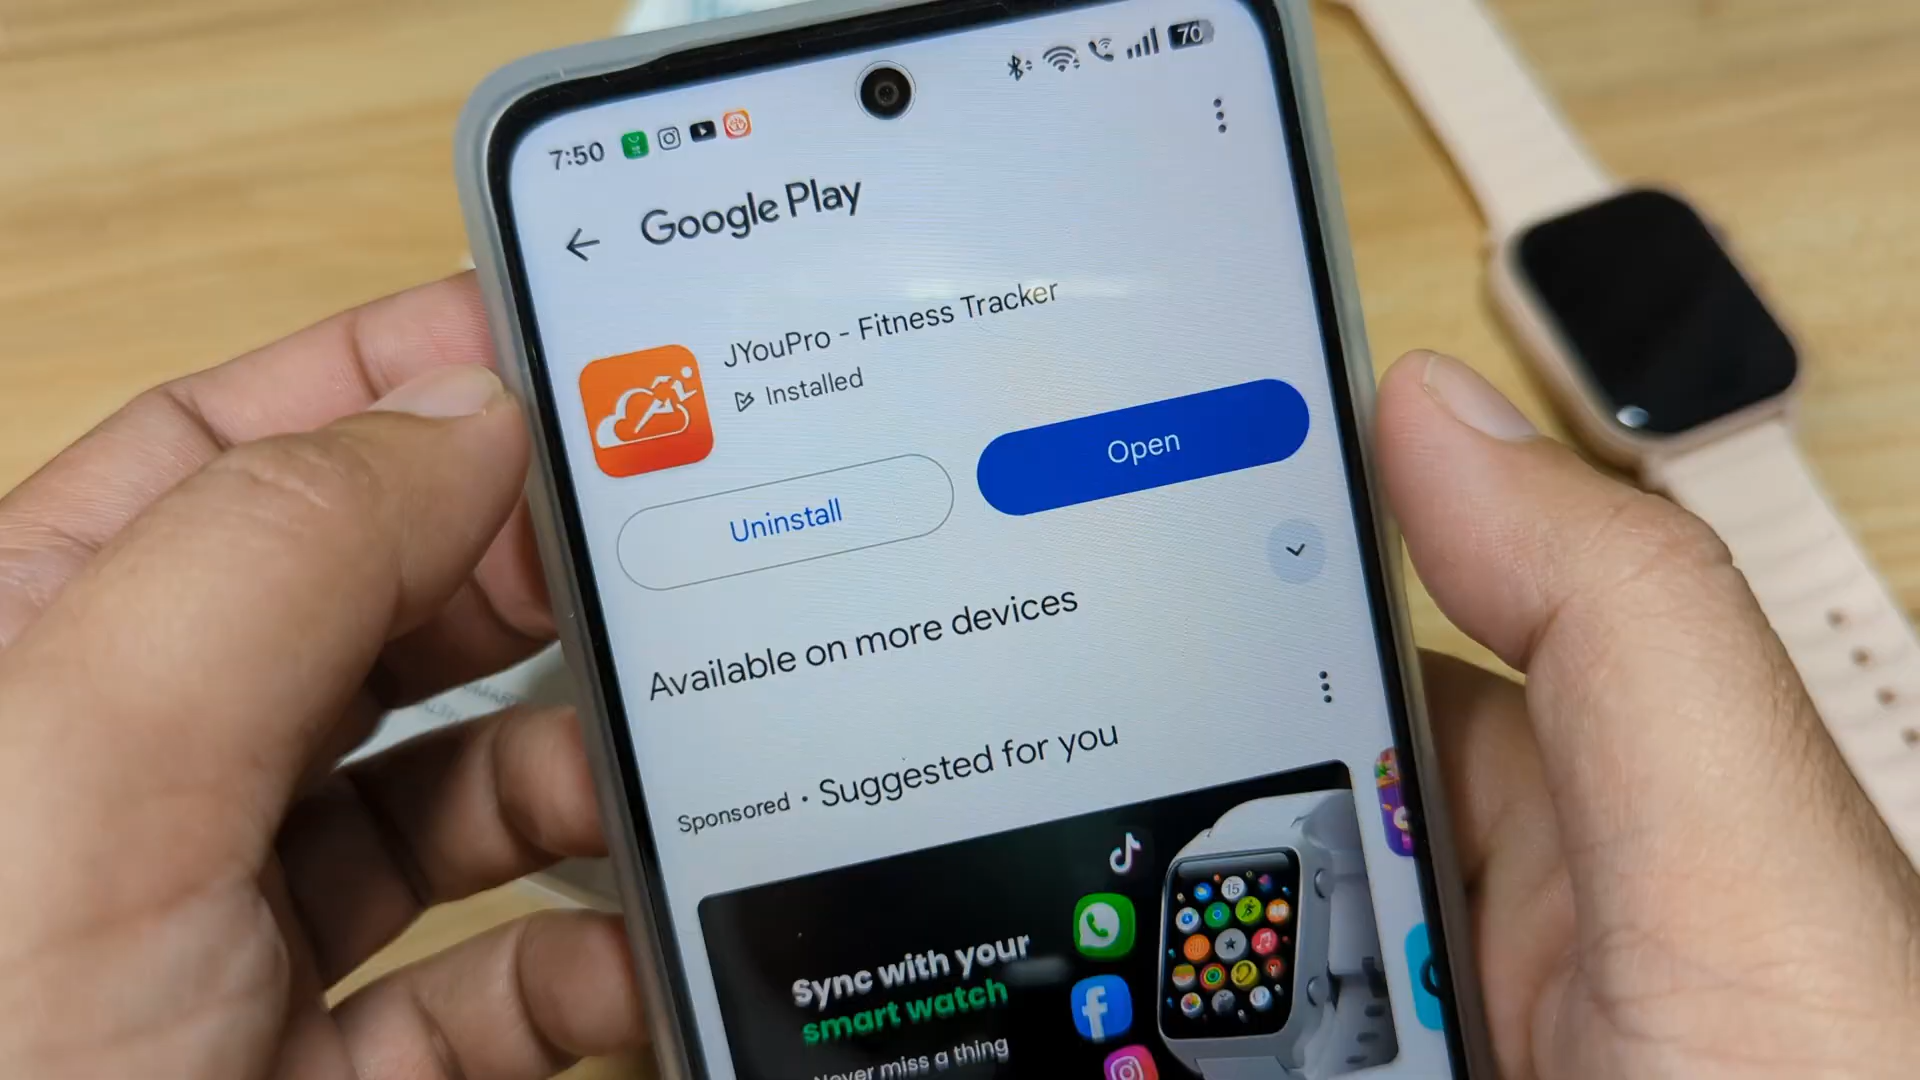 7:50
70
Google Play
JYouPro - Fitness Tracker
Installed
Uninstall
Open
Available on more devices
Sponsored · Suggested for you
Sync with your
smart watch
Never miss a thing
15